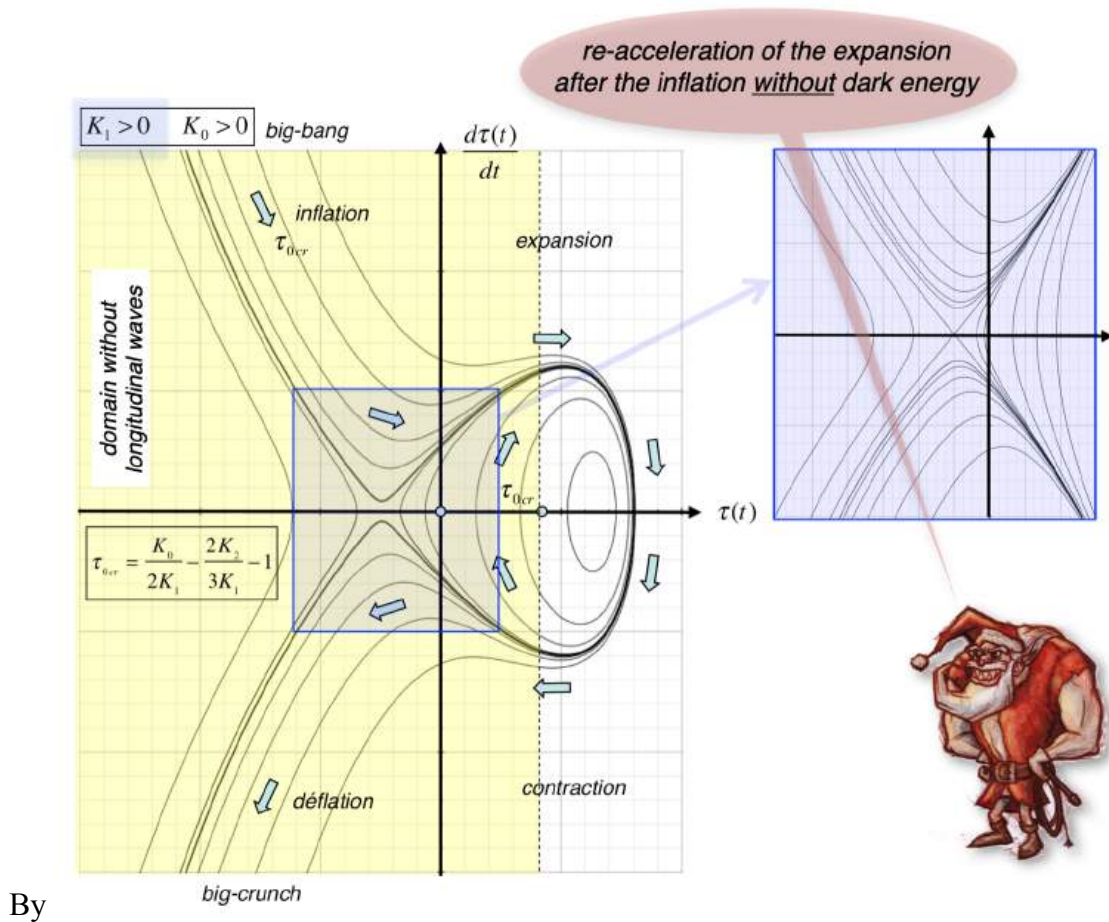 re-acceleration of the expansion
after the inflation without dark energy
K₁ > 0 K₀ > 0
big-bang
dτ(t)
dt
inflation
τ₀cr
expansion
domain without
longitudinal waves
τ₀cr
τ(t)
τ₀cr = K₀/2K₁ − 2K₂/3K₁ − 1
déflation
contraction
big-crunch
By